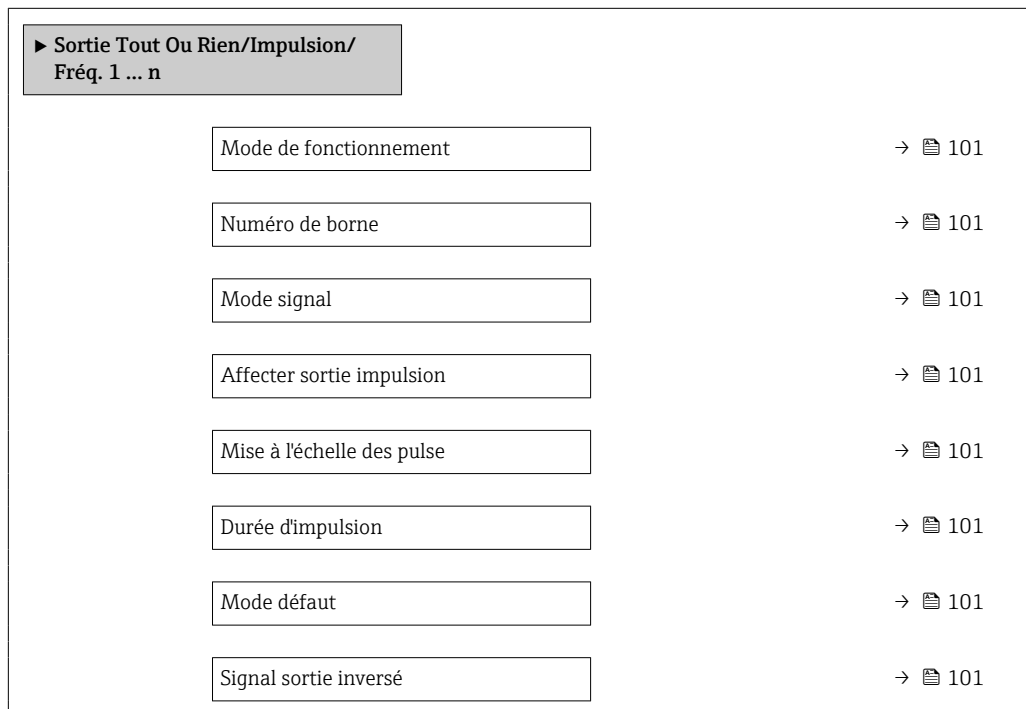 ► Sortie Tout Ou Rien/Impulsion/
Fréq. 1 ... n
Mode de fonctionnement → 101
Numéro de borne → 101
Mode signal → 101
Affecter sortie impulsion → 101
Mise à l'échelle des pulse → 101
Durée d'impulsion → 101
Mode défaut → 101
Signal sortie inversé → 101